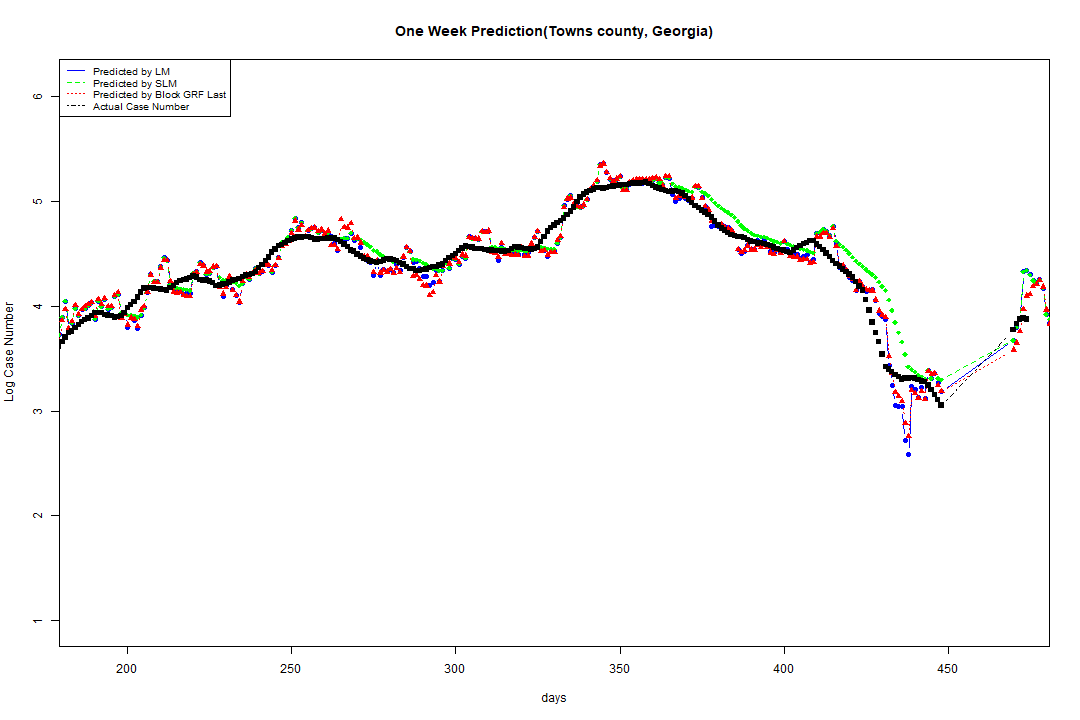 One Week Prediction(Towns county, Georgia)
Predicted by LM
Predicted by SLM
Predicted by Block GRF Last
Actual Case Number
6
5
4
3
2
1
Log Case Number
200
250
300
350
400
450
days